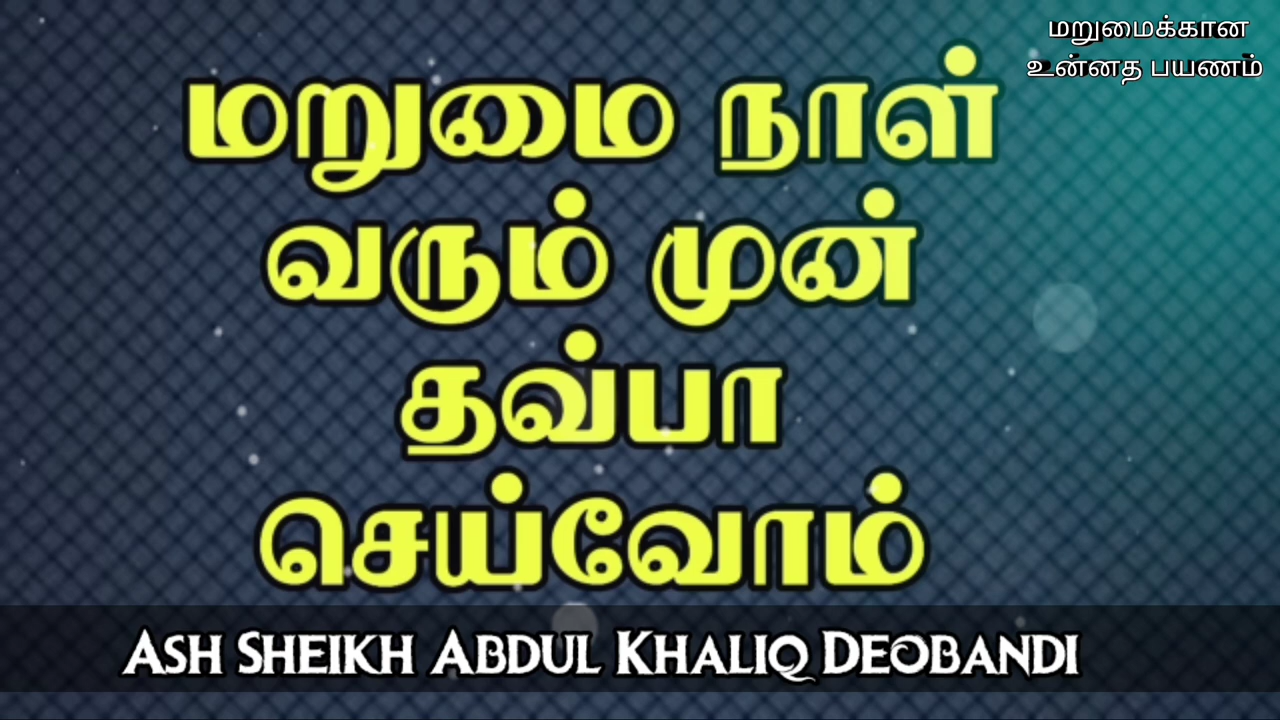 மறுமைக்கான
உன்னத பயணம்
மறுமை நாள்
வரும் முன்
தவ்பா
செய்வோம்
Ash Sheikh Abdul Khaliq Deobandi